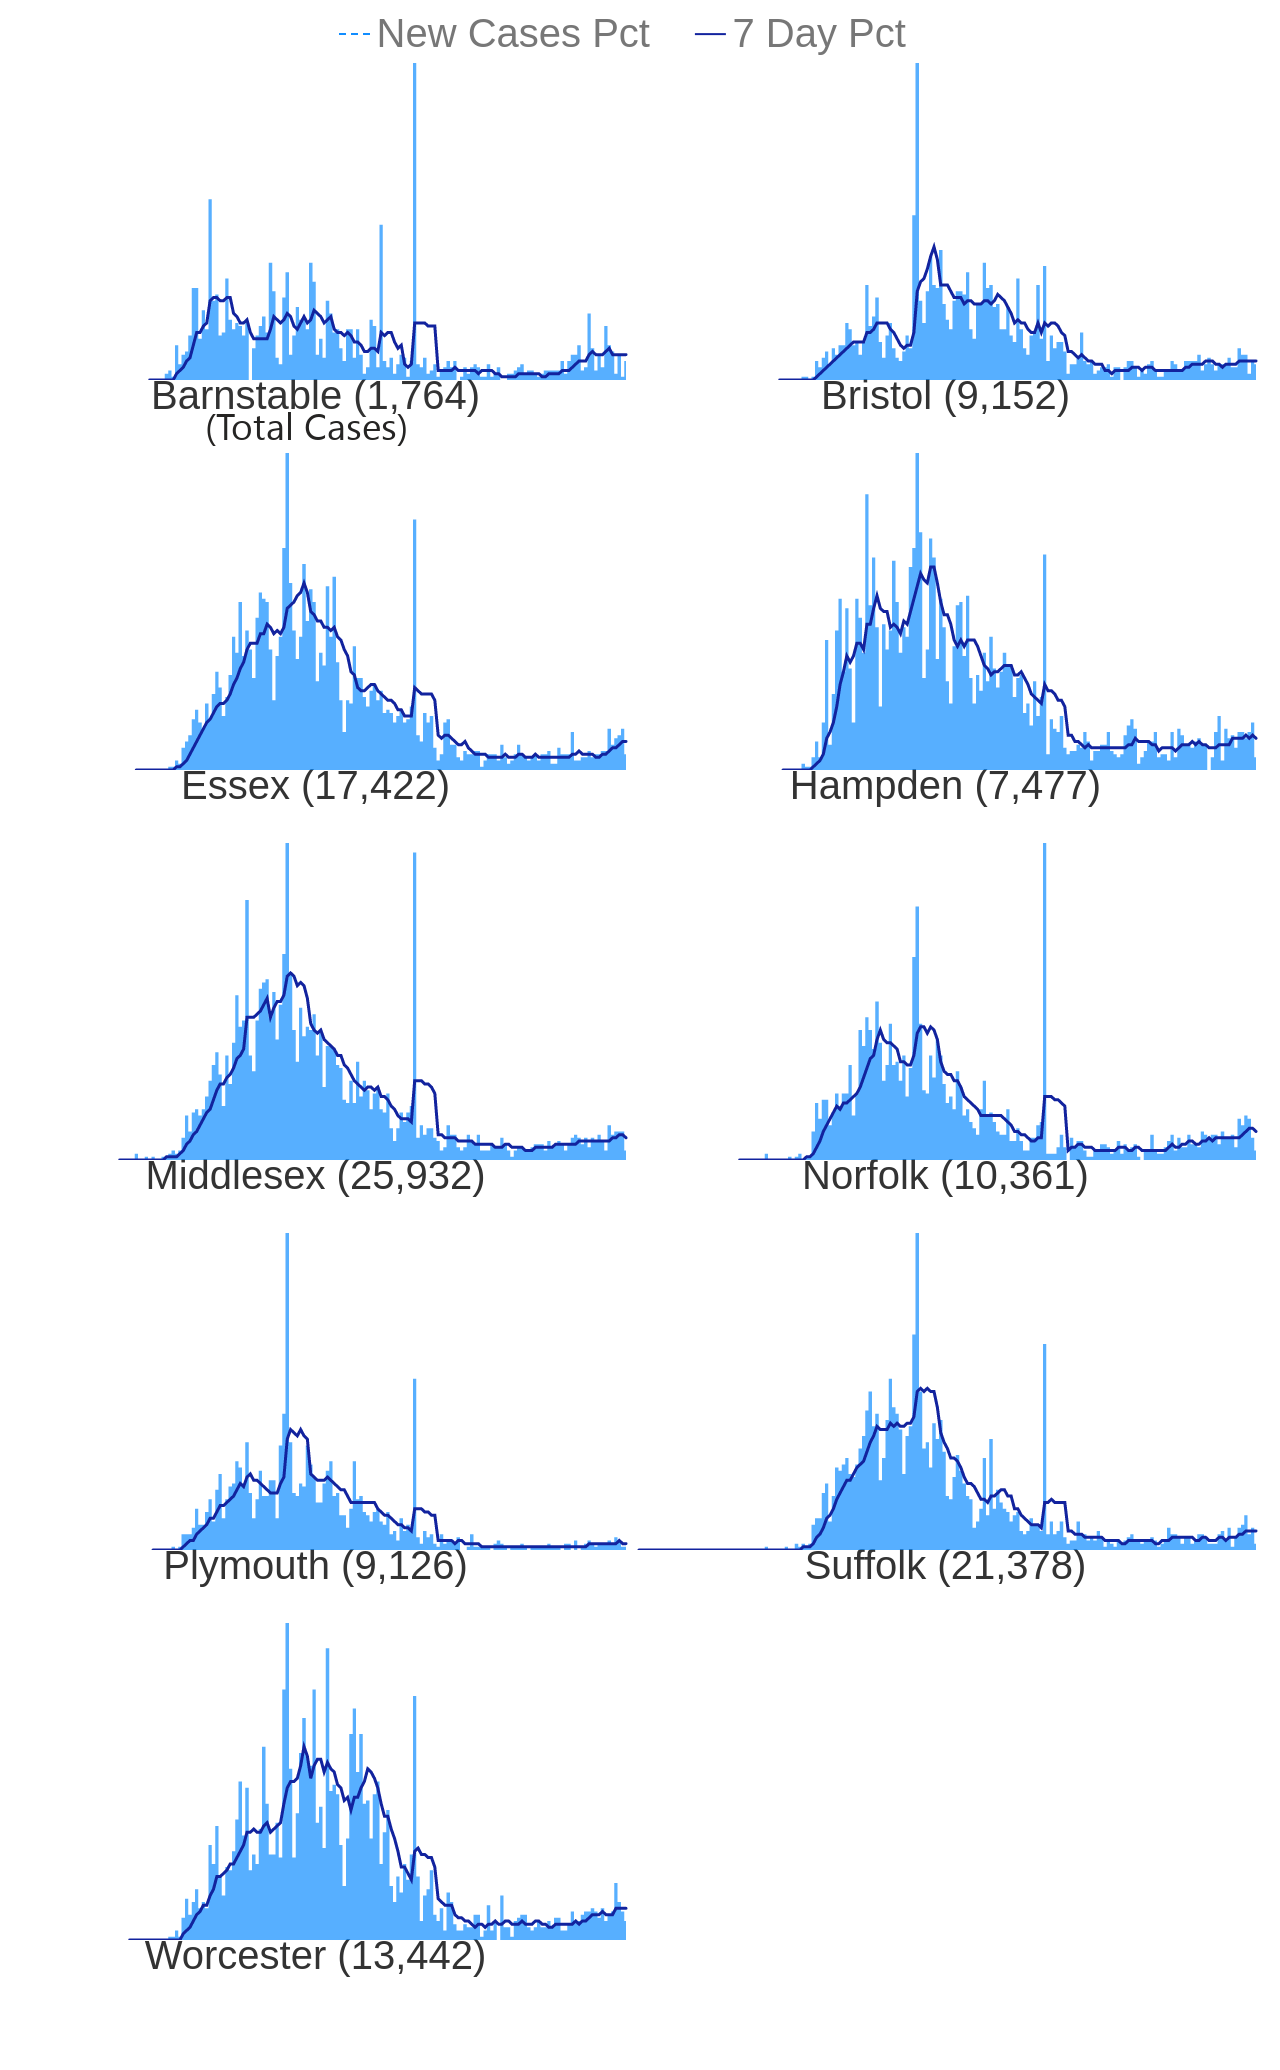 New Cases Pct 7 Day Pct
Barnstable (1,764) Bristol (9,152)
(Total Cases)
Essex (17,422) Hampden (7,477)
Middlesex (25,932) Norfolk (10,361)
Plymouth (9,126) Suffolk (21,378)
Worcester (13,442)